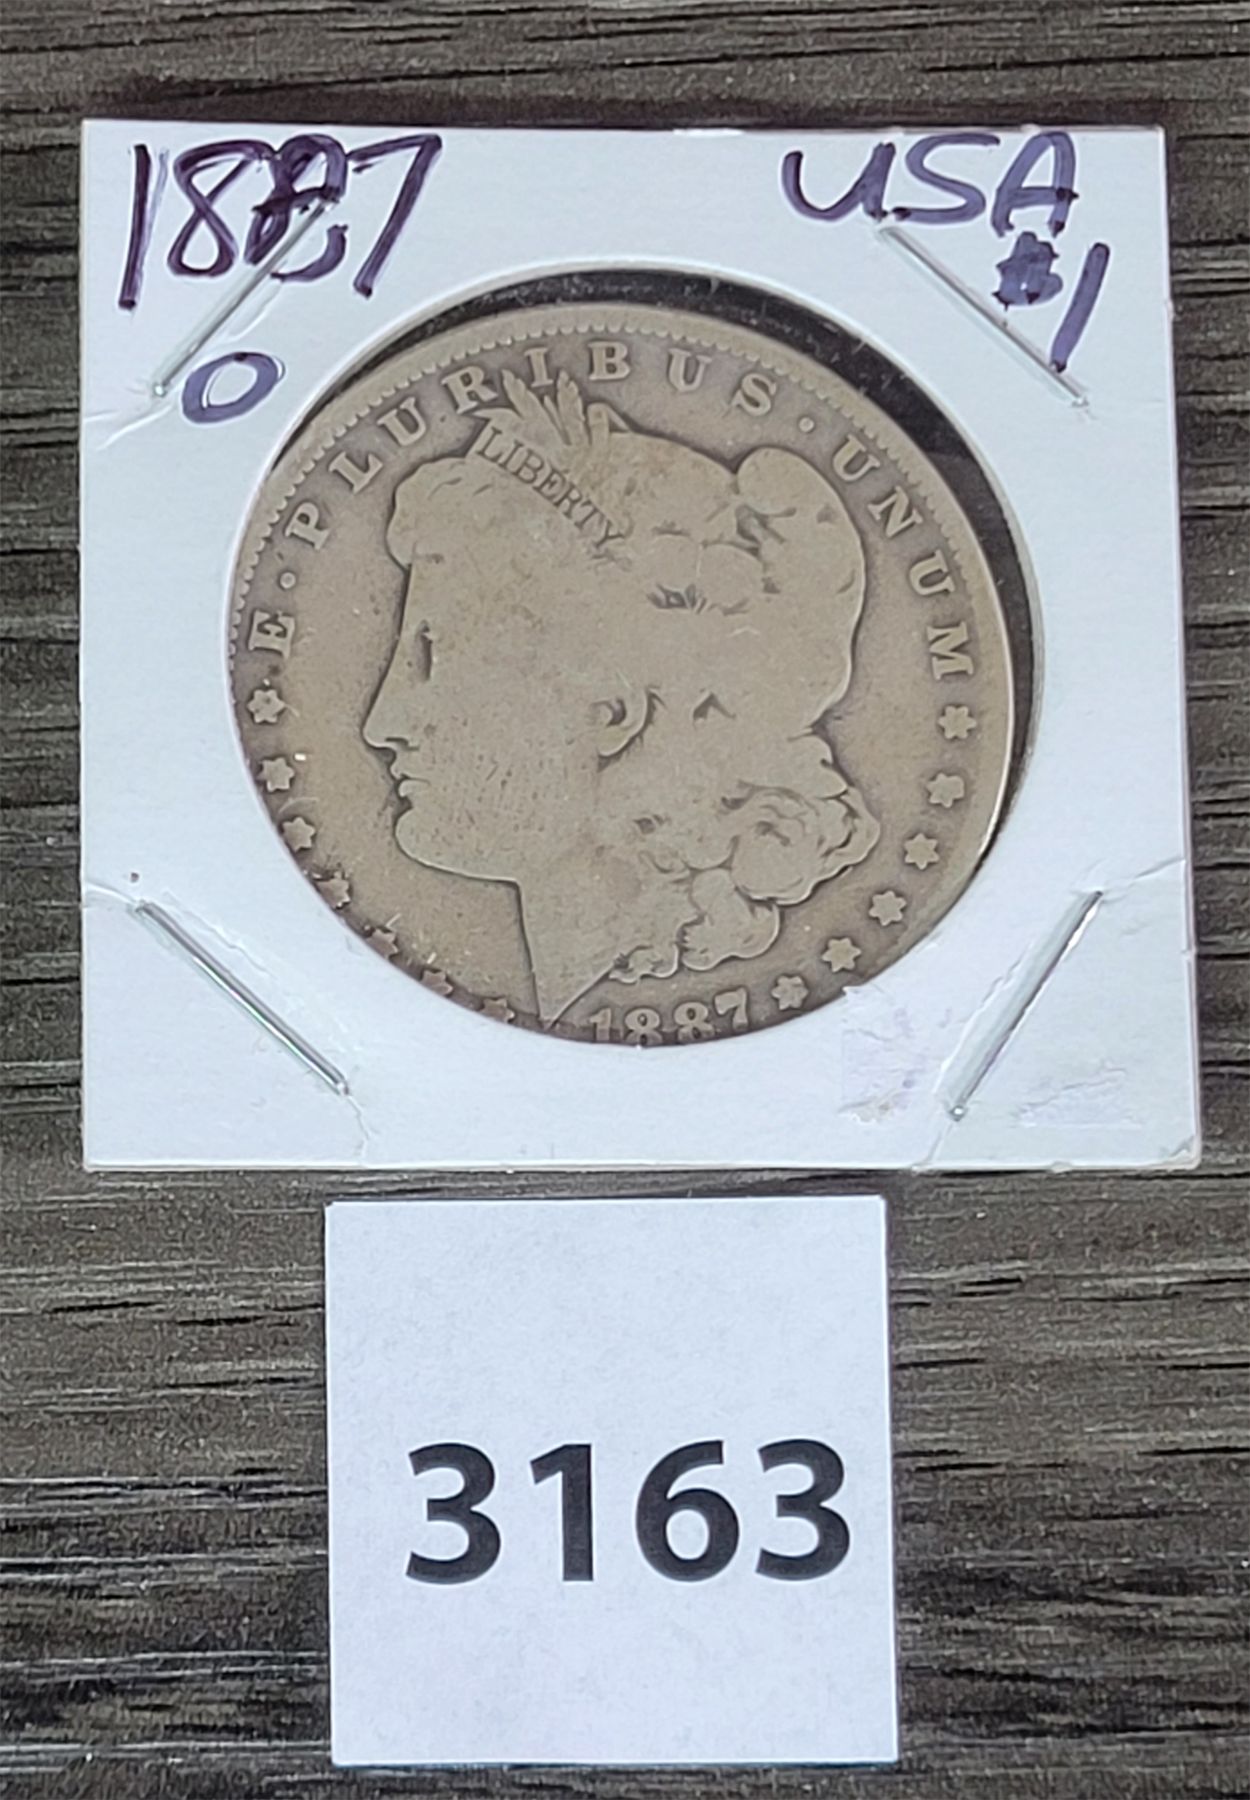 1887
USA
$1
O
E · PLURIBUS · UNUM
LIBERTY
1887
3163